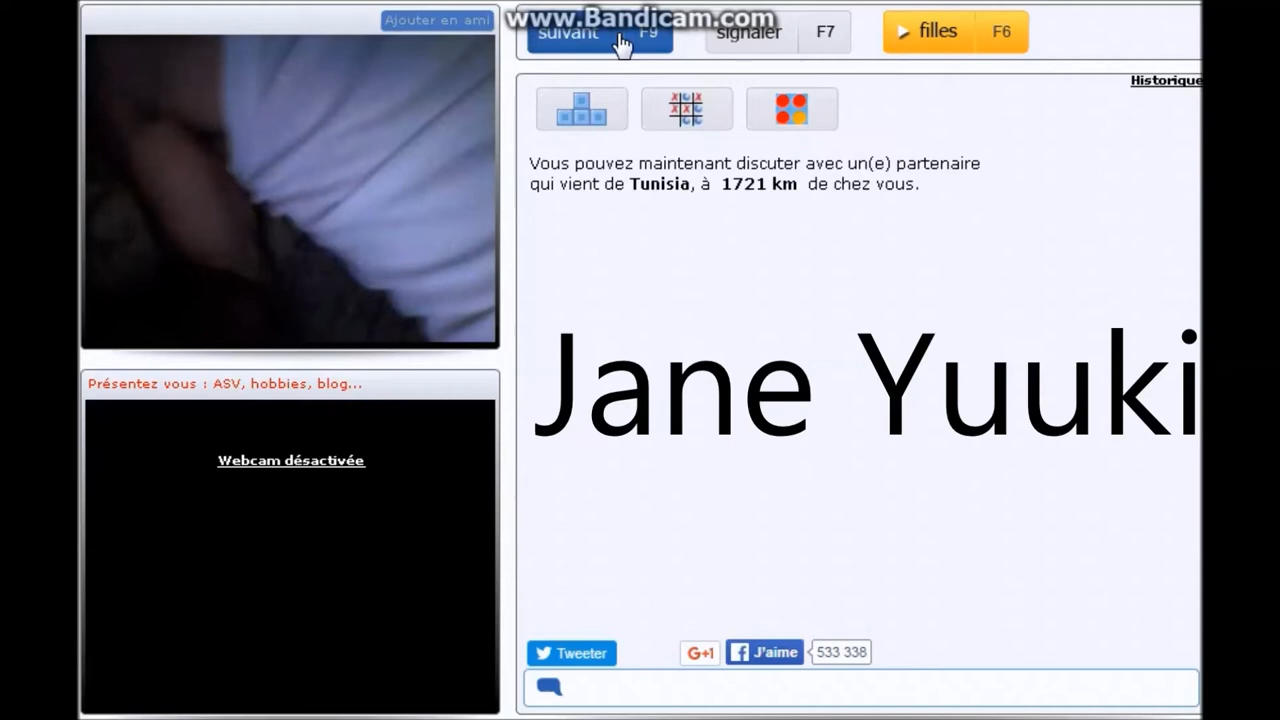 www.Bandicam.com
Ajouter en ami
suivant F9
signaler F7
filles F6
Historique
Vous pouvez maintenant discuter avec un(e) partenaire
qui vient de Tunisia, à 1721 km de chez vous.
Jane Yuuki
Présentez vous : ASV, hobbies, blog...
Webcam désactivée
Tweeter
G+1
J'aime
533 338